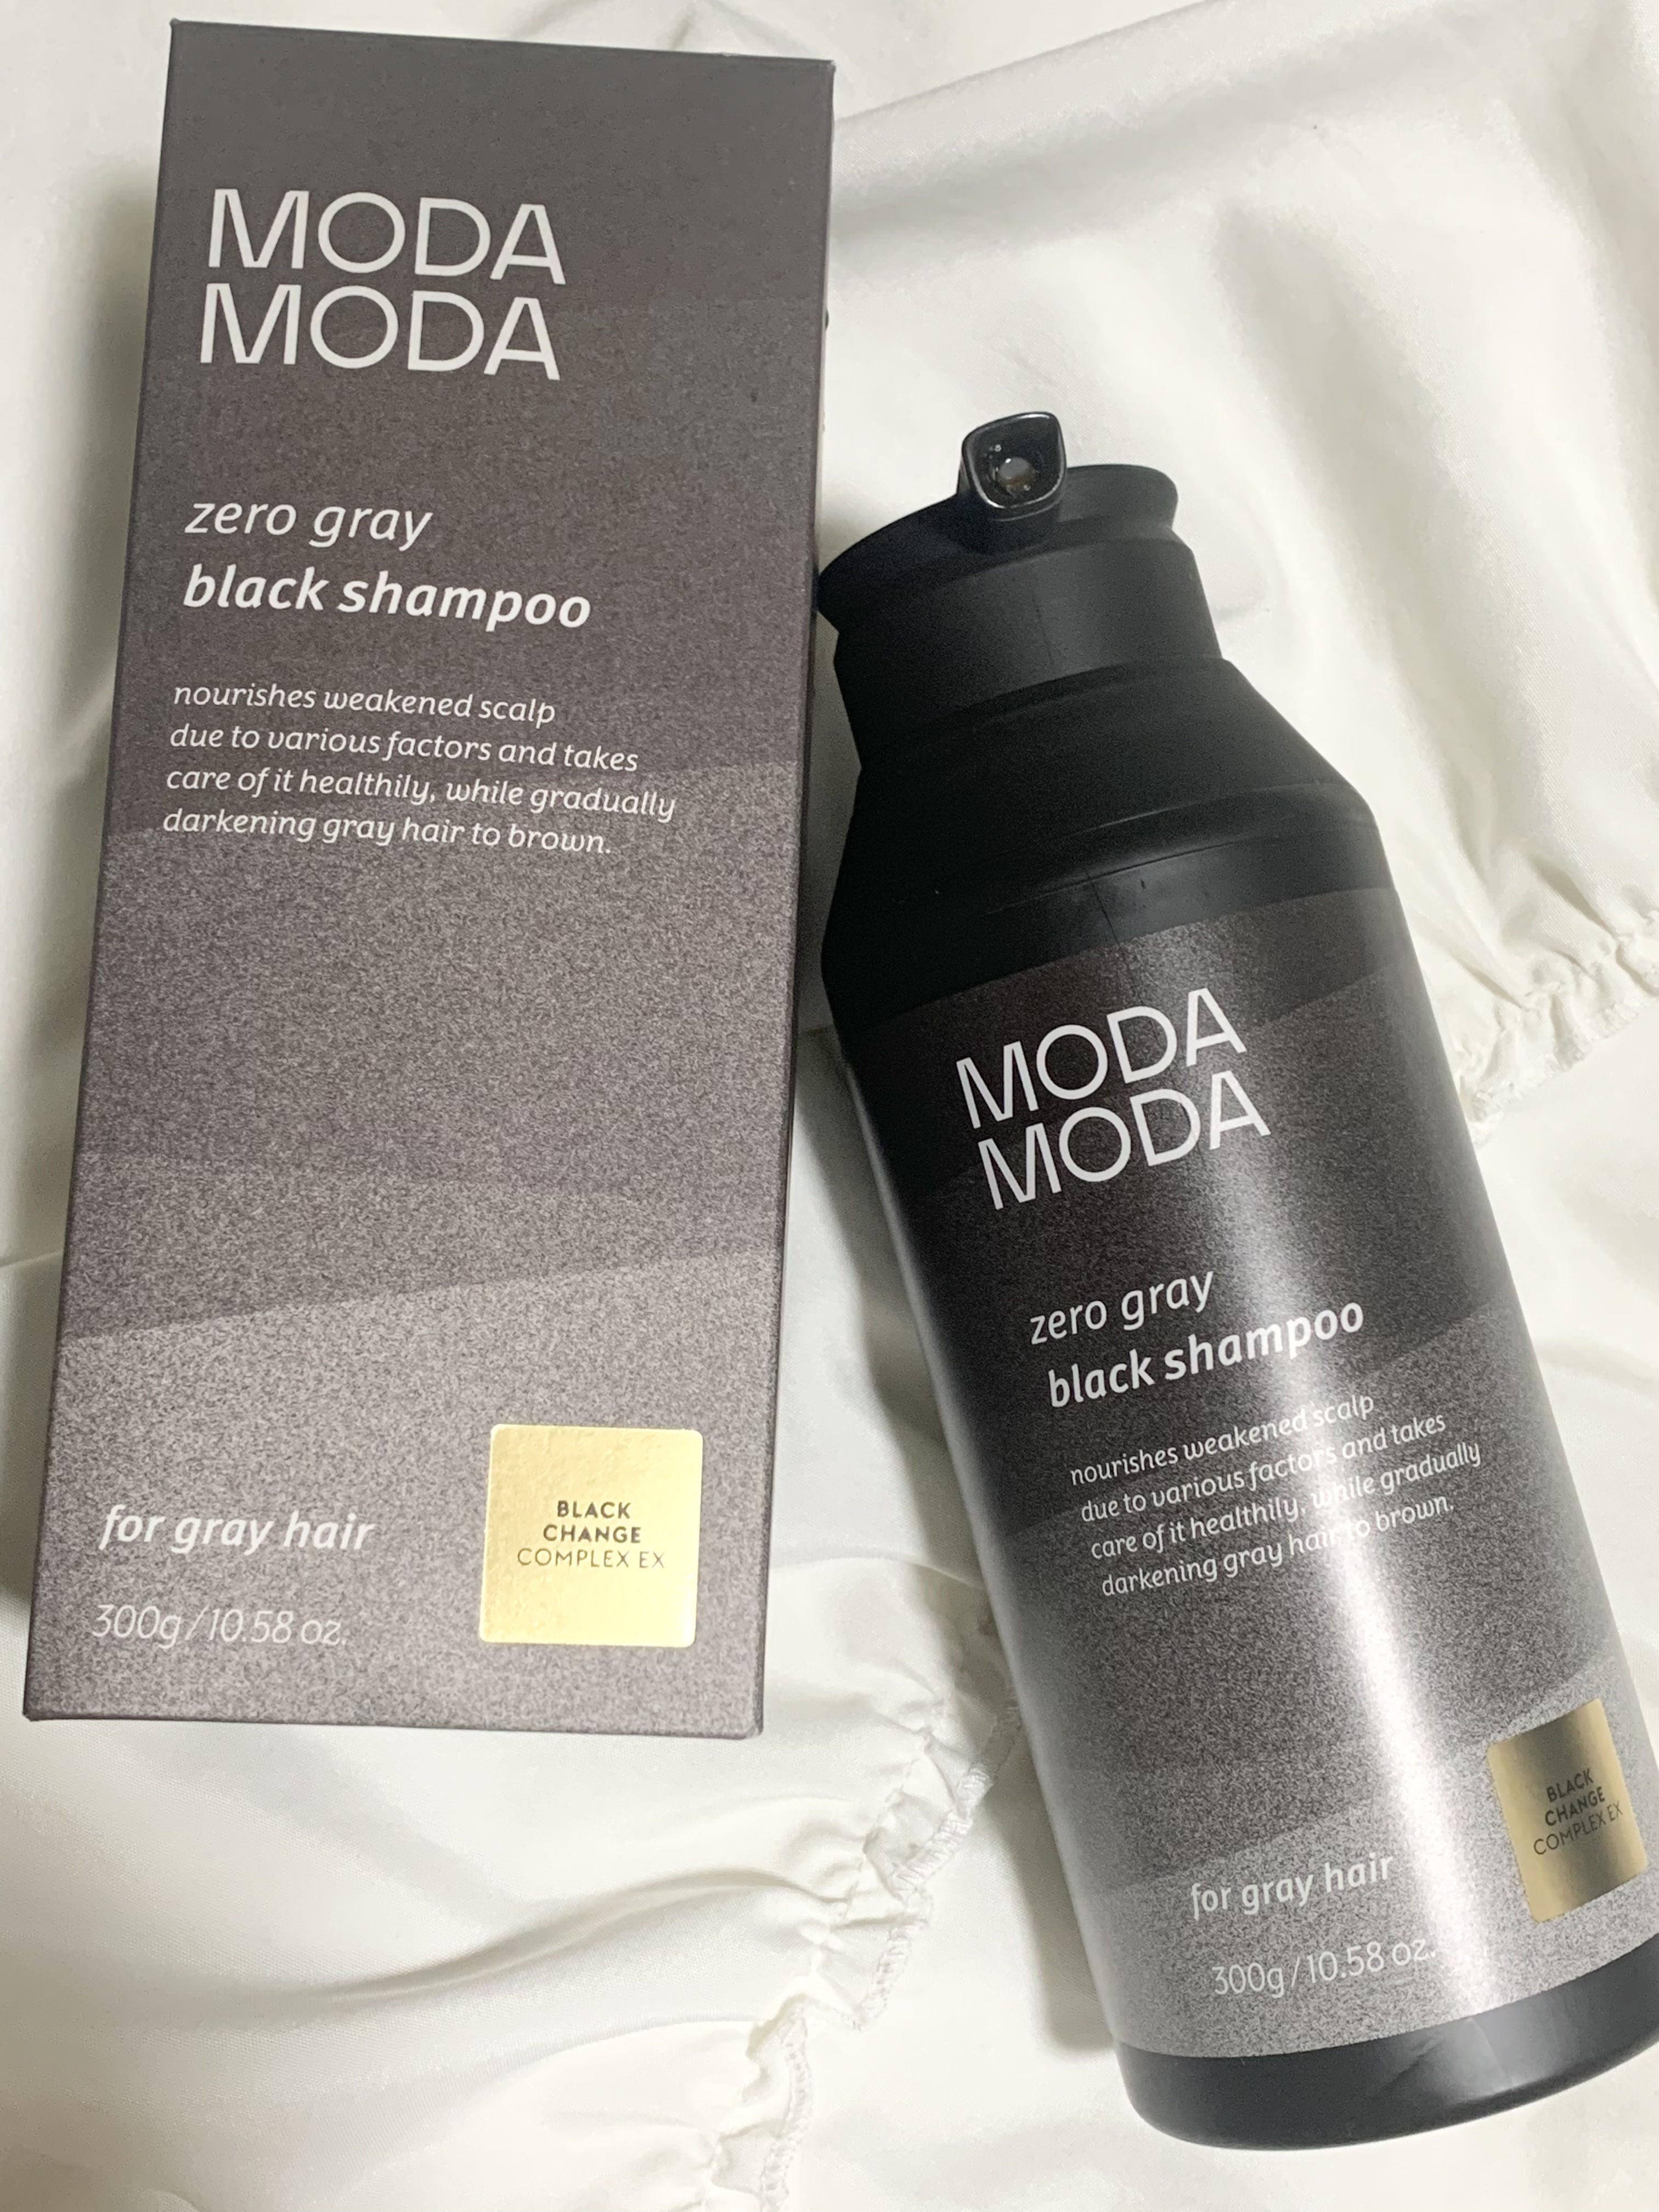 MODA
MODA
zero gray
black shampoo
nourishes weakened scalp
due to various factors and takes
care of it healthily, while gradually
darkening gray hair to brown.
for gray hair
300g / 10.58 oz.
BLACK
CHANGE
COMPLEX EX
MODA
MODA
zero gray
black shampoo
nourishes weakened scalp
due to various factors and takes
care of it healthily, while gradually
darkening gray hair to brown.
for gray hair
300g / 10.58 oz.
BLACK
CHANGE
COMPLEX EX